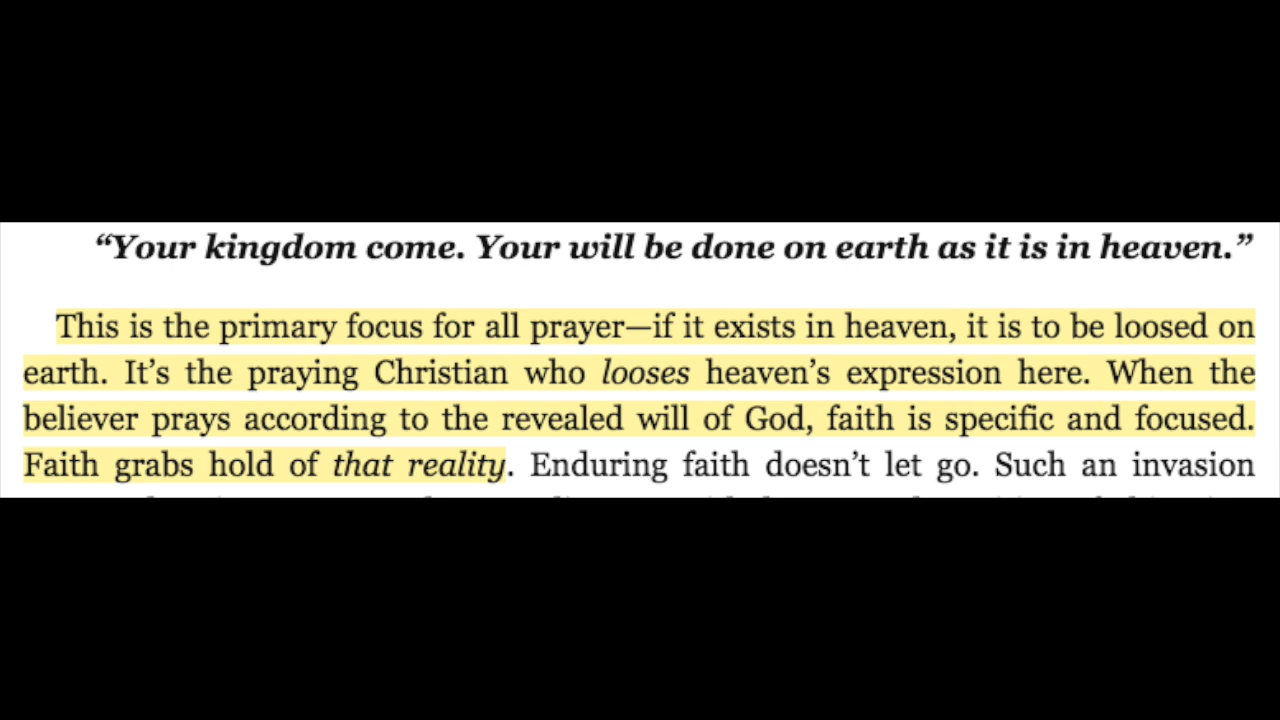 “Your kingdom come. Your will be done on earth as it is in heaven.”
This is the primary focus for all prayer—if it exists in heaven, it is to be loosed on
earth. It’s the praying Christian who looses heaven’s expression here. When the
believer prays according to the revealed will of God, faith is specific and focused.
Faith grabs hold of that reality. Enduring faith doesn’t let go. Such an invasion